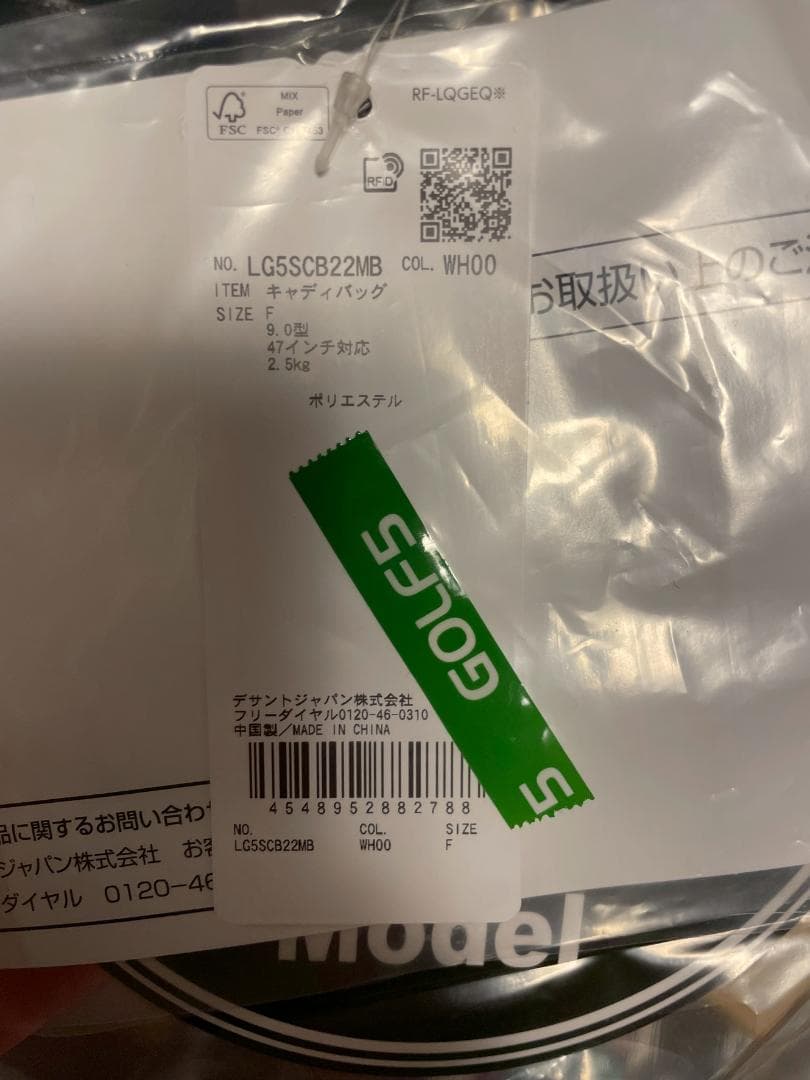 MIX
Paper
FSC
RF-LQGEQ※
RFID
NO. LG5SCB22MB COL. WH00
ITEM キャディバッグ
SIZE F
9.0型
47インチ対応
2.5kg
ポリエステル
お取扱い上のご
GOLF5
5
デサントジャパン株式会社
フリーダイヤル0120-46-0310
中国製/MADE IN CHINA
4548952882788
NO. COL. SIZE
LG5SCB22MB WH00 F
品に関するお問い合わ
ジャパン株式会社 お客
ダイヤル 0120-46
Model